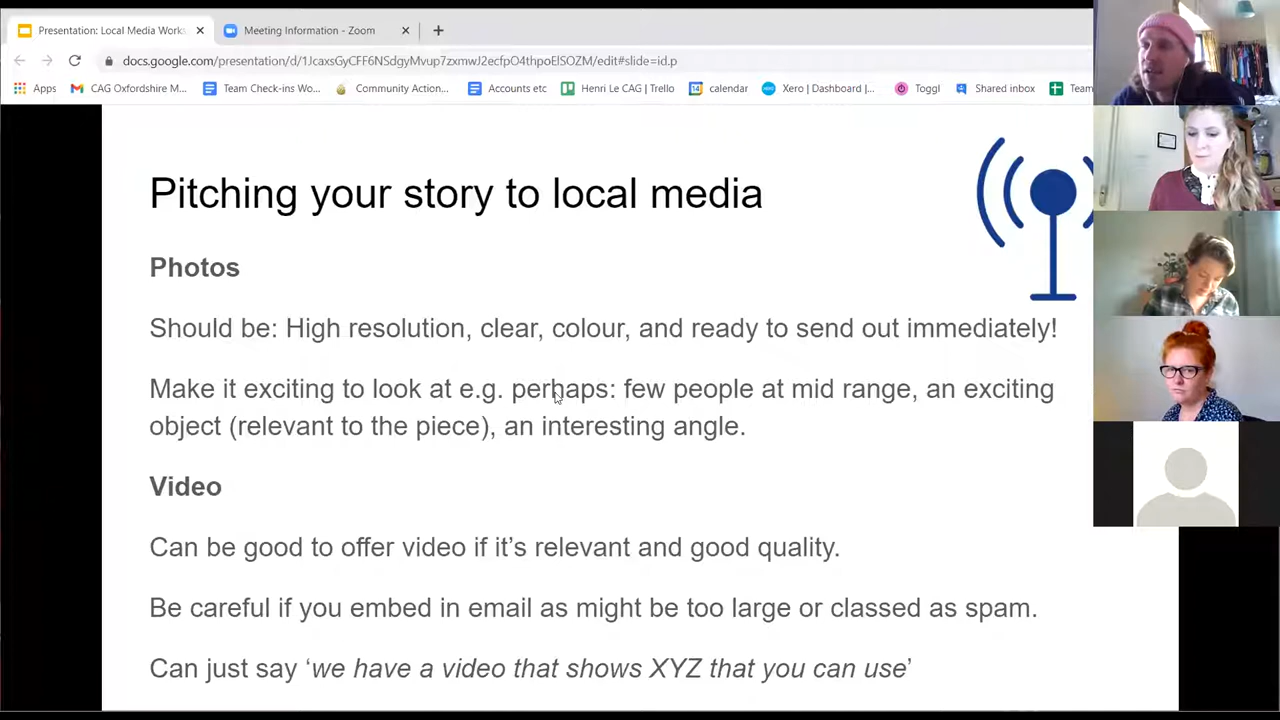 Presentation: Local Media Works
Meeting Information - Zoom
docs.google.com/presentation/d/1JcaxsGyCFF6NSdgyMvup7zxmwJ2ecfpO4thpoElSOZM/edit#slide=id.p
Apps CAG Oxfordshire M... Team Check-ins Wo... Community Action... Accounts etc Henri Le CAG | Trello 14 calendar Xero | Dashboard |... Toggl Shared inbox Team
Pitching your story to local media
Photos
Should be: High resolution, clear, colour, and ready to send out immediately!
Make it exciting to look at e.g. perhaps: few people at mid range, an exciting
object (relevant to the piece), an interesting angle.
Video
Can be good to offer video if it’s relevant and good quality.
Be careful if you embed in email as might be too large or classed as spam.
Can just say ‘we have a video that shows XYZ that you can use’